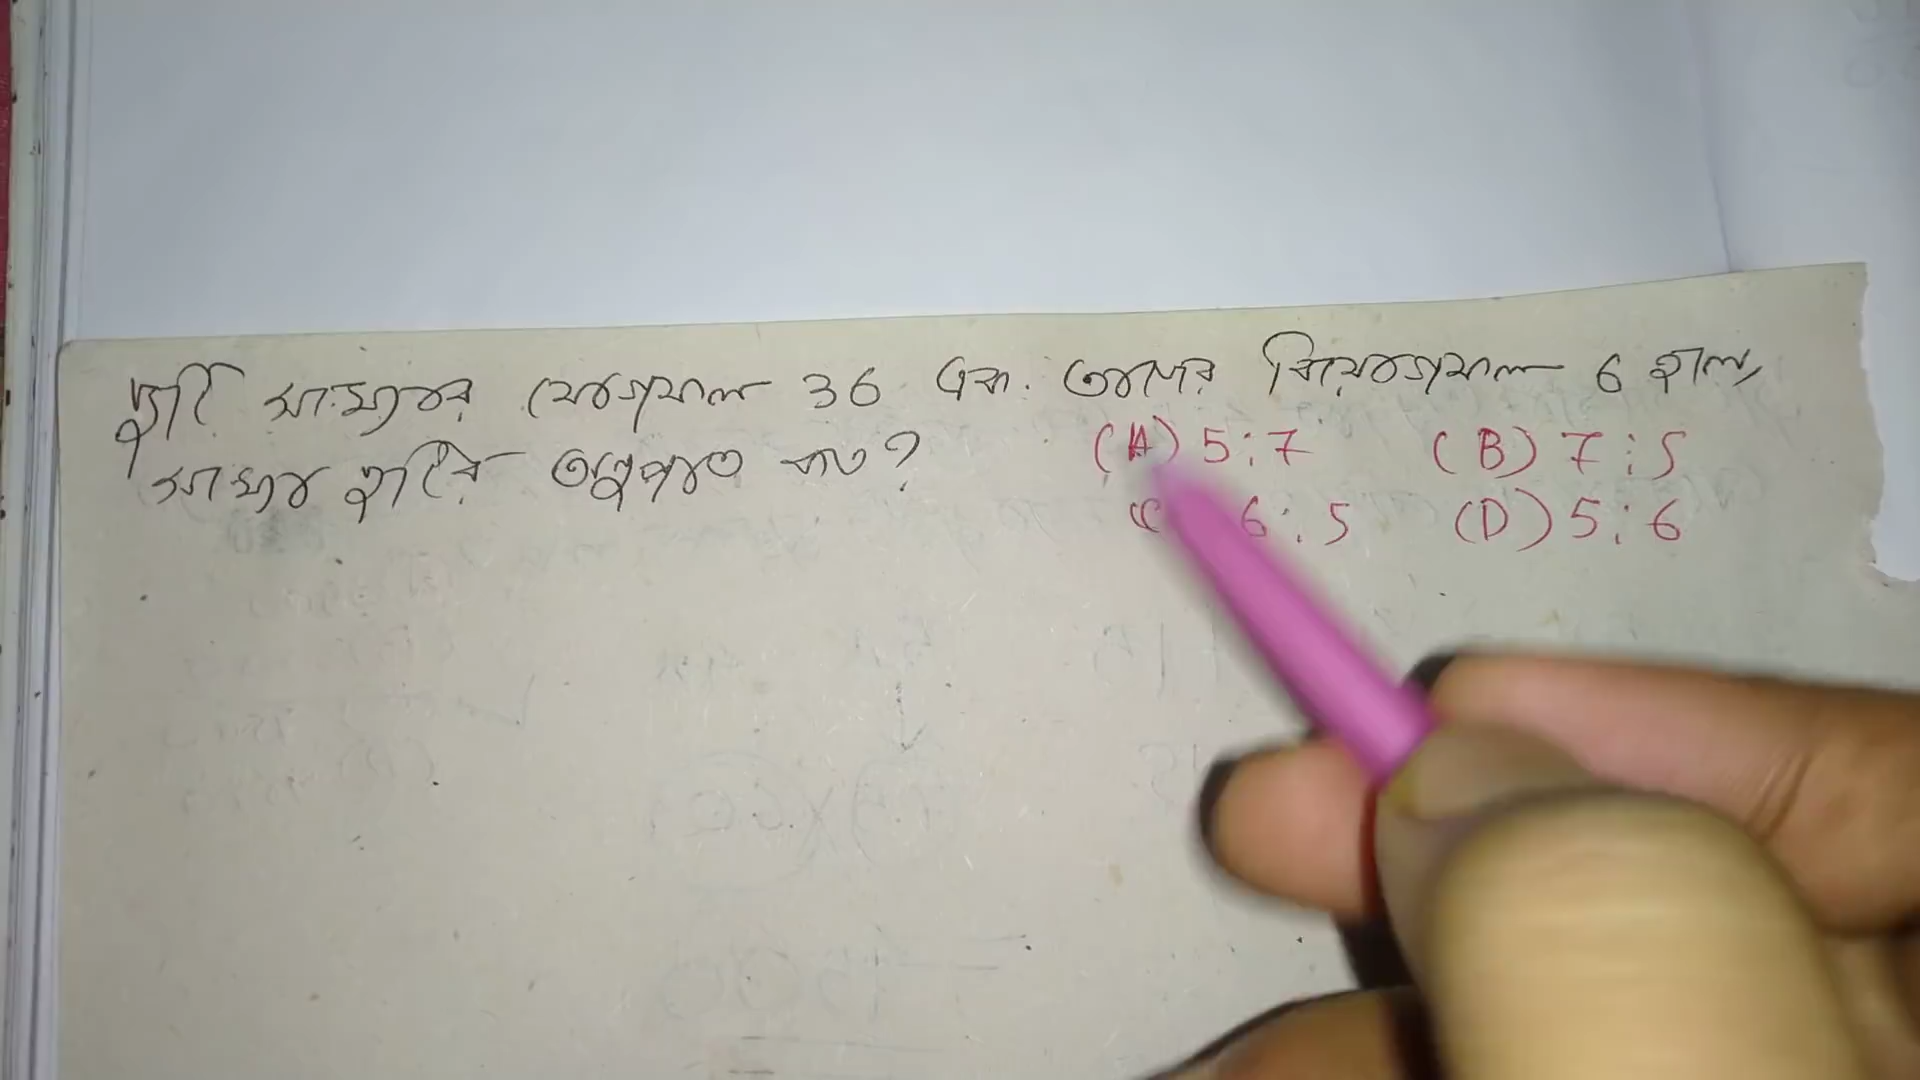 দুটি সংখ্যার যোগফল 36 এবং তাদের বিয়োগফল 6 হলে,
সংখ্যা দুটির অনুপাত কত?
(A) 5:7 (B) 7:5
(C) 6:5 (D) 5:6